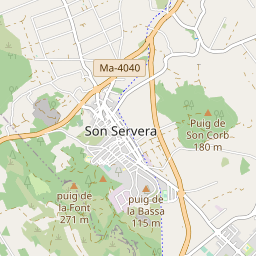 Ma-4040
Son Servera
Puig de
Son Corb
180 m
puig de
la Font
271 m
puig de
la Bassa
115 m